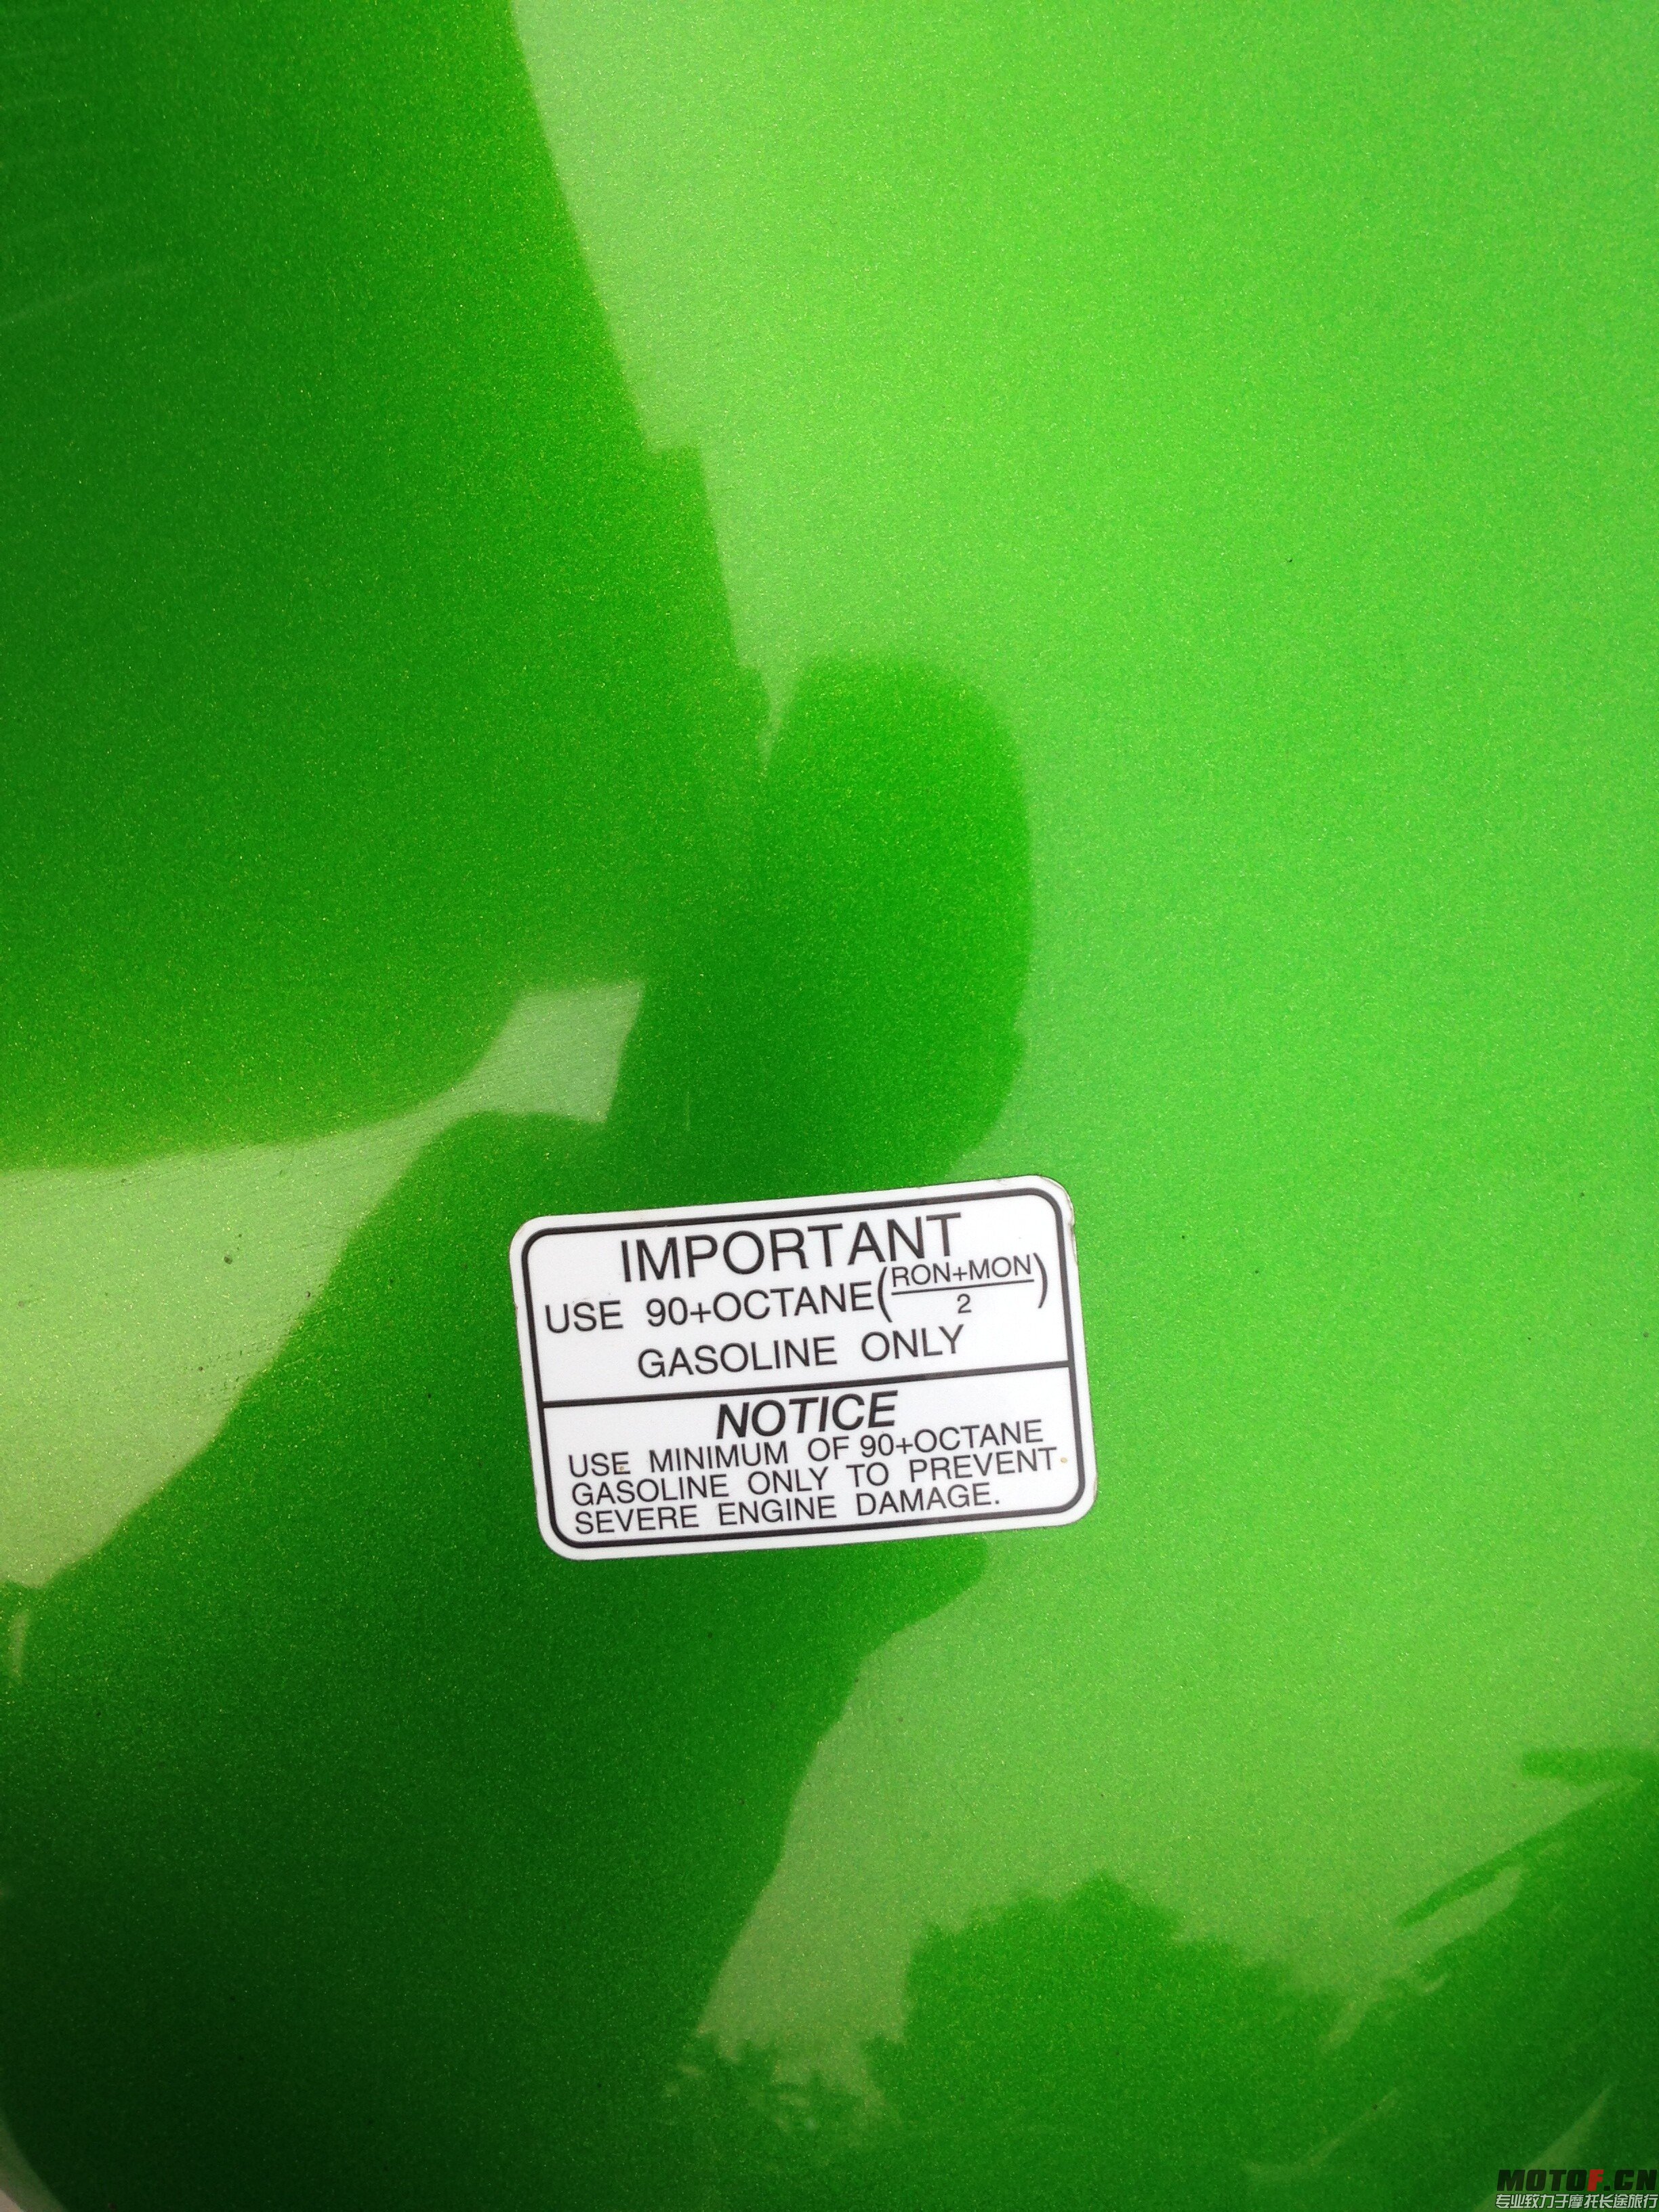 IMPORTANT
USE 90+OCTANE(RON+MON/2)
GASOLINE ONLY
NOTICE
USE MINIMUM OF 90+OCTANE
GASOLINE ONLY TO PREVENT
SEVERE ENGINE DAMAGE.
MOTOF.CN
专业致力于摩托长途旅行